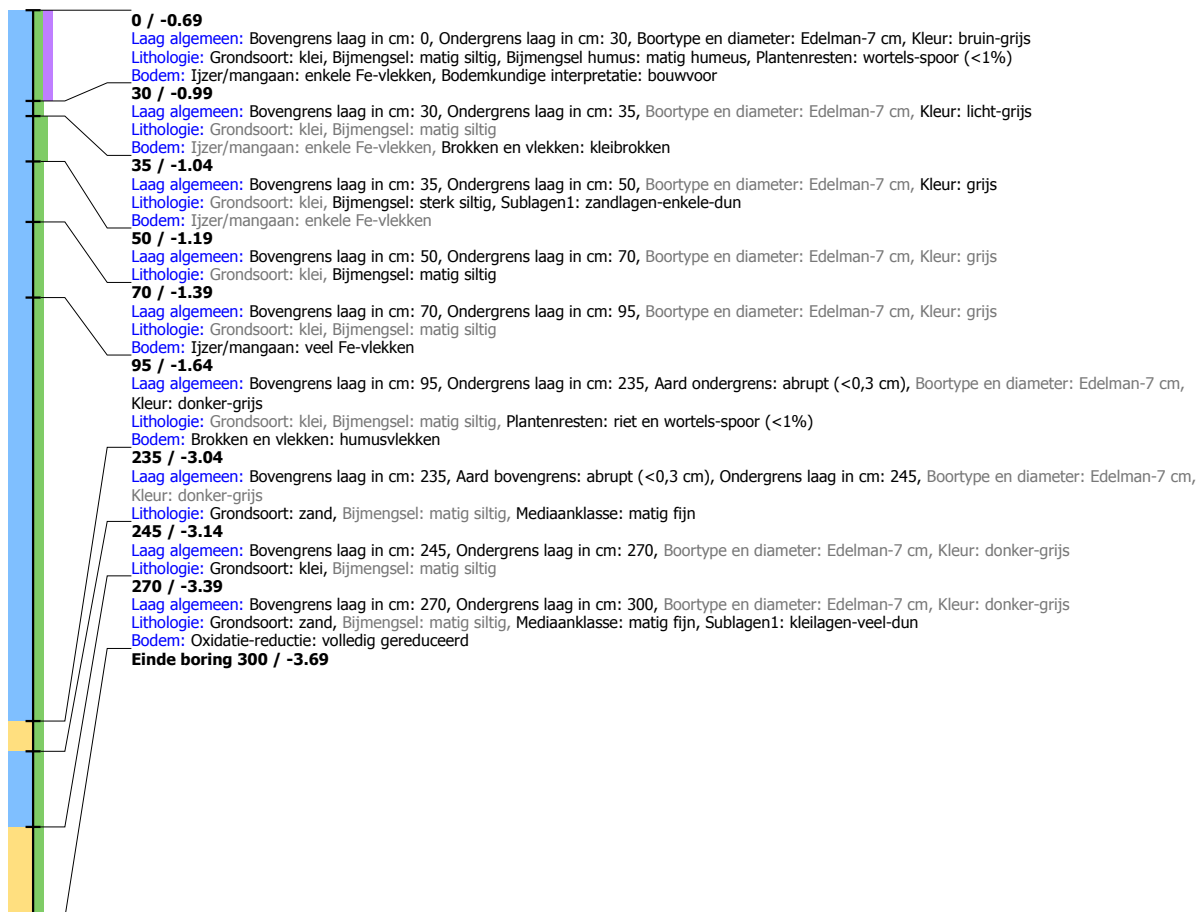 0 / -0.69
Laag algemeen: Bovengrens laag in cm: 0, Ondergrens laag in cm: 30, Boortype en diameter: Edelman-7 cm, Kleur: bruin-grijs
Lithologie: Grondsoort: klei, Bijmengsel: matig siltig, Bijmengsel humus: matig humeus, Plantenresten: wortels-spoor (<1%)
Bodem: Ijzer/mangaan: enkele Fe-vlekken, Bodemkundige interpretatie: bouwvoor
30 / -0.99
Laag algemeen: Bovengrens laag in cm: 30, Ondergrens laag in cm: 35, Boortype en diameter: Edelman-7 cm, Kleur: licht-grijs
Lithologie: Grondsoort: klei, Bijmengsel: matig siltig
Bodem: Ijzer/mangaan: enkele Fe-vlekken, Brokken en vlekken: kleibrokken
35 / -1.04
Laag algemeen: Bovengrens laag in cm: 35, Ondergrens laag in cm: 50, Boortype en diameter: Edelman-7 cm, Kleur: grijs
Lithologie: Grondsoort: klei, Bijmengsel: sterk siltig, Sublagen1: zandlagen-enkele-dun
Bodem: Ijzer/mangaan: enkele Fe-vlekken
50 / -1.19
Laag algemeen: Bovengrens laag in cm: 50, Ondergrens laag in cm: 70, Boortype en diameter: Edelman-7 cm, Kleur: grijs
Lithologie: Grondsoort: klei, Bijmengsel: matig siltig
70 / -1.39
Laag algemeen: Bovengrens laag in cm: 70, Ondergrens laag in cm: 95, Boortype en diameter: Edelman-7 cm, Kleur: grijs
Lithologie: Grondsoort: klei, Bijmengsel: matig siltig
Bodem: Ijzer/mangaan: veel Fe-vlekken
95 / -1.64
Laag algemeen: Bovengrens laag in cm: 95, Ondergrens laag in cm: 235, Aard ondergrens: abrupt (<0,3 cm), Boortype en diameter: Edelman-7 cm,
Kleur: donker-grijs
Lithologie: Grondsoort: klei, Bijmengsel: matig siltig, Plantenresten: riet en wortels-spoor (<1%)
Bodem: Brokken en vlekken: humusvlekken
235 / -3.04
Laag algemeen: Bovengrens laag in cm: 235, Aard bovengrens: abrupt (<0,3 cm), Ondergrens laag in cm: 245, Boortype en diameter: Edelman-7 cm,
Kleur: donker-grijs
Lithologie: Grondsoort: zand, Bijmengsel: matig siltig, Mediaanklasse: matig fijn
245 / -3.14
Laag algemeen: Bovengrens laag in cm: 245, Ondergrens laag in cm: 270, Boortype en diameter: Edelman-7 cm, Kleur: donker-grijs
Lithologie: Grondsoort: klei, Bijmengsel: matig siltig
270 / -3.39
Laag algemeen: Bovengrens laag in cm: 270, Ondergrens laag in cm: 300, Boortype en diameter: Edelman-7 cm, Kleur: donker-grijs
Lithologie: Grondsoort: zand, Bijmengsel: matig siltig, Mediaanklasse: matig fijn, Sublagen1: kleilagen-veel-dun
Bodem: Oxidatie-reductie: volledig gereduceerd
Einde boring 300 / -3.69